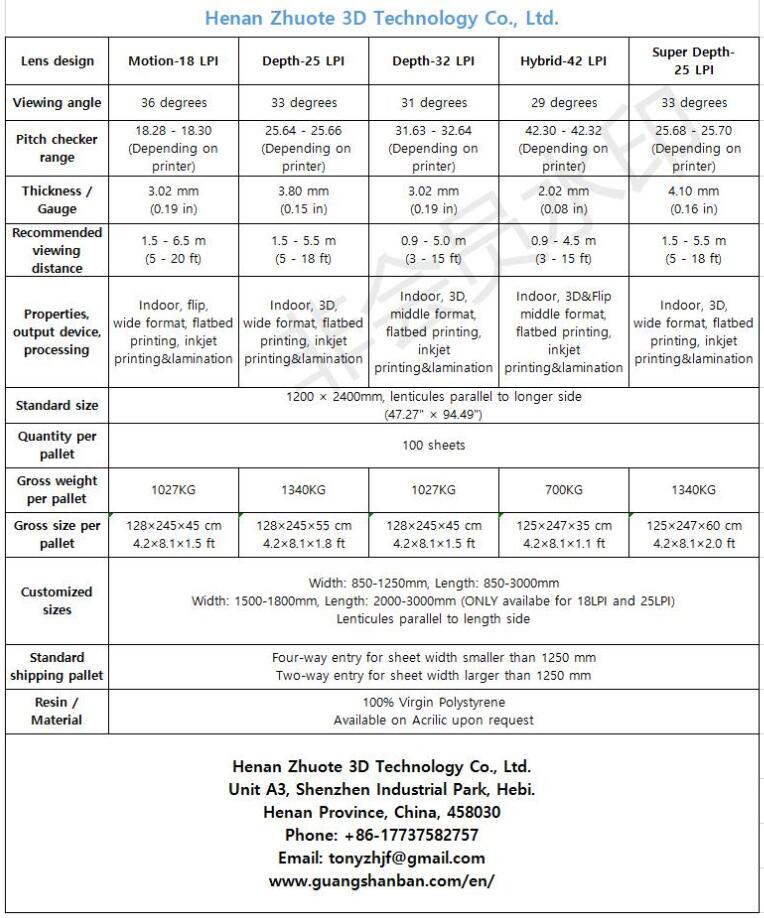 Henan Zhuote 3D Technology Co., Ltd.
Lens design
Motion-18 LPI
Depth-25 LPI
Depth-32 LPI
Hybrid-42 LPI
Super Depth-
25 LPI
Viewing angle
36 degrees
33 degrees
31 degrees
29 degrees
33 degrees
Pitch checker
range
18.28 - 18.30
(Depending on
printer)
25.64 - 25.66
(Depending on
printer)
31.63 - 32.64
(Depending on
printer)
42.30 - 42.32
(Depending on
printer)
25.68 - 25.70
(Depending on
printer)
Thickness /
Gauge
3.02 mm
(0.19 in)
3.80 mm
(0.15 in)
3.02 mm
(0.19 in)
2.02 mm
(0.08 in)
4.10 mm
(0.16 in)
Recommended
viewing
distance
1.5 - 6.5 m
(5 - 20 ft)
1.5 - 5.5 m
(5 - 18 ft)
0.9 - 5.0 m
(3 - 15 ft)
0.9 - 4.5 m
(3 - 15 ft)
1.5 - 5.5 m
(5 - 18 ft)
Properties,
output device,
processing
Indoor, flip,
wide format, flatbed
printing, inkjet
printing&lamination
Indoor, 3D,
wide format, flatbed
printing, inkjet
printing&lamination
Indoor, 3D,
middle format,
flatbed printing,
inkjet
printing&lamination
Indoor, 3D&Flip
middle format,
flatbed printing,
inkjet
printing&lamination
Indoor, 3D,
wide format, flatbed
printing, inkjet
printing&lamination
Standard size
1200 × 2400mm, lenticules parallel to longer side
(47.27" × 94.49")
Quantity per
pallet
100 sheets
Gross weight
per pallet
1027KG
1340KG
1027KG
700KG
1340KG
Gross size per
pallet
128×245×45 cm
4.2×8.1×1.5 ft
128×245×55 cm
4.2×8.1×1.8 ft
128×245×45 cm
4.2×8.1×1.5 ft
125×247×35 cm
4.2×8.1×1.1 ft
125×247×60 cm
4.2×8.1×2.0 ft
Customized
sizes
Width: 850-1250mm, Length: 850-3000mm
Width: 1500-1800mm, Length: 2000-3000mm (ONLY availabe for 18LPI and 25LPI)
Lenticules parallel to length side
Standard
shipping pallet
Four-way entry for sheet width smaller than 1250 mm
Two-way entry for sheet width larger than 1250 mm
Resin /
Material
100% Virgin Polystyrene
Available on Acrilic upon request
Henan Zhuote 3D Technology Co., Ltd.
Unit A3, Shenzhen Industrial Park, Hebi.
Henan Province, China, 458030
Phone: +86-17737582757
Email: tonyzhjf@gmail.com
www.guangshanban.com/en/
非会员水印